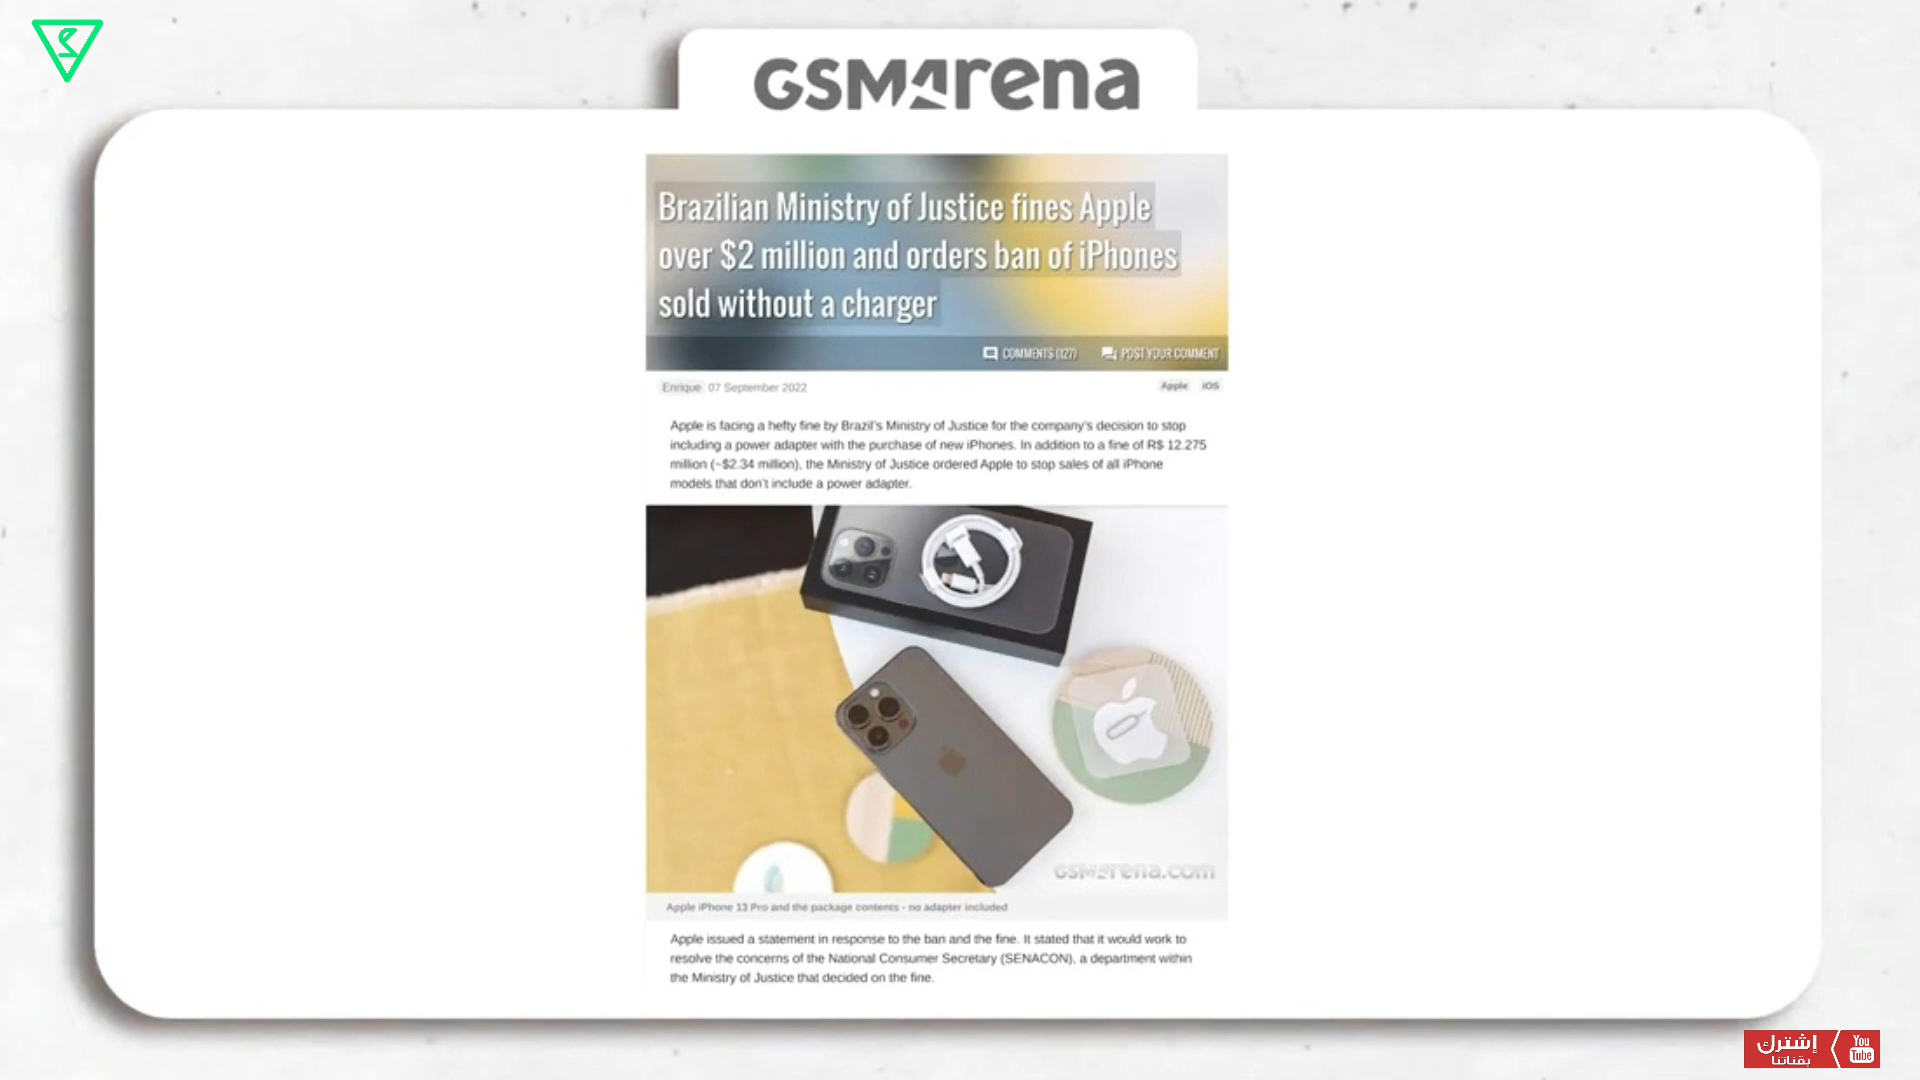 GSMArena
Brazilian Ministry of Justice fines Apple
over $2 million and orders ban of iPhones
sold without a charger
COMMENTS (127) POST YOUR COMMENT
Enrique 07 September 2022 Apple iOS
Apple is facing a hefty fine by Brazil's Ministry of Justice for the company's decision to stop
including a power adapter with the purchase of new iPhones. In addition to a fine of R$ 12.275
million (~$2.34 million), the Ministry of Justice ordered Apple to stop sales of all iPhone
models that don't include a power adapter.
GSMArena.com
Apple iPhone 13 Pro and the package contents - no adapter included
Apple issued a statement in response to the ban and the fine. It stated that it would work to
resolve the concerns of the National Consumer Secretary (SENACON), a department within
the Ministry of Justice that decided on the fine.
إشترك
بقناتنا
You
Tube